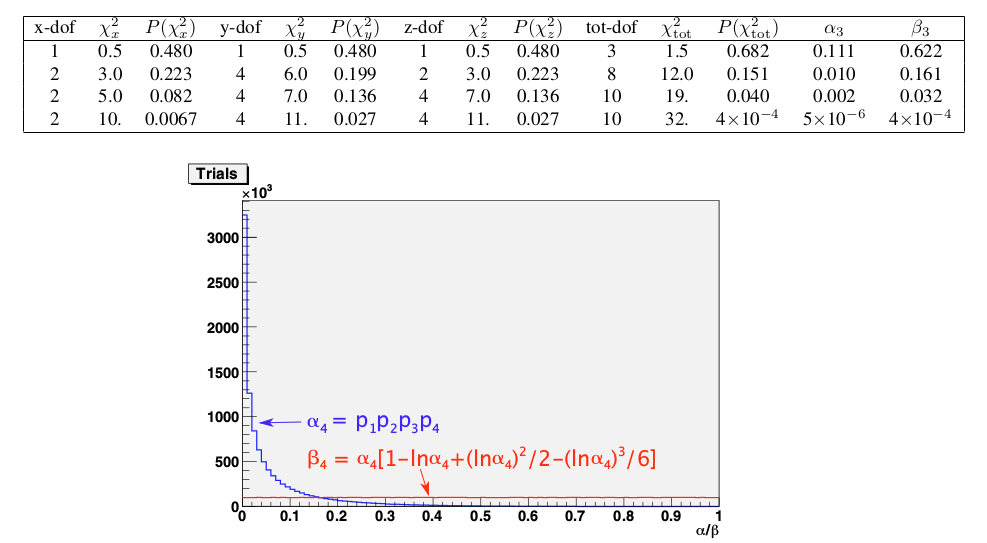 x-dof χ²ₓ P(χ²ₓ) y-dof χ²_y P(χ²_y) z-dof χ²_z P(χ²_z) tot-dof χ²_tot P(χ²_tot) α₃ β₃
1 0.5 0.480 1 0.5 0.480 1 0.5 0.480 3 1.5 0.682 0.111 0.622
2 3.0 0.223 4 6.0 0.199 2 3.0 0.223 8 12.0 0.151 0.010 0.161
2 5.0 0.082 4 7.0 0.136 4 7.0 0.136 10 19. 0.040 0.002 0.032
2 10. 0.0067 4 11. 0.027 4 11. 0.027 10 32. 4×10⁻⁴ 5×10⁻⁶ 4×10⁻⁴
Trials
×10³
3000
2500
2000
1500
1000
α₄ = p₁p₂p₃p₄
β₄ = α₄[1-lnα₄+(lnα₄)²/2-(lnα₄)³/6]
500
0
0 0.1 0.2 0.3 0.4 0.5 0.6 0.7 0.8 0.9 1
α/β